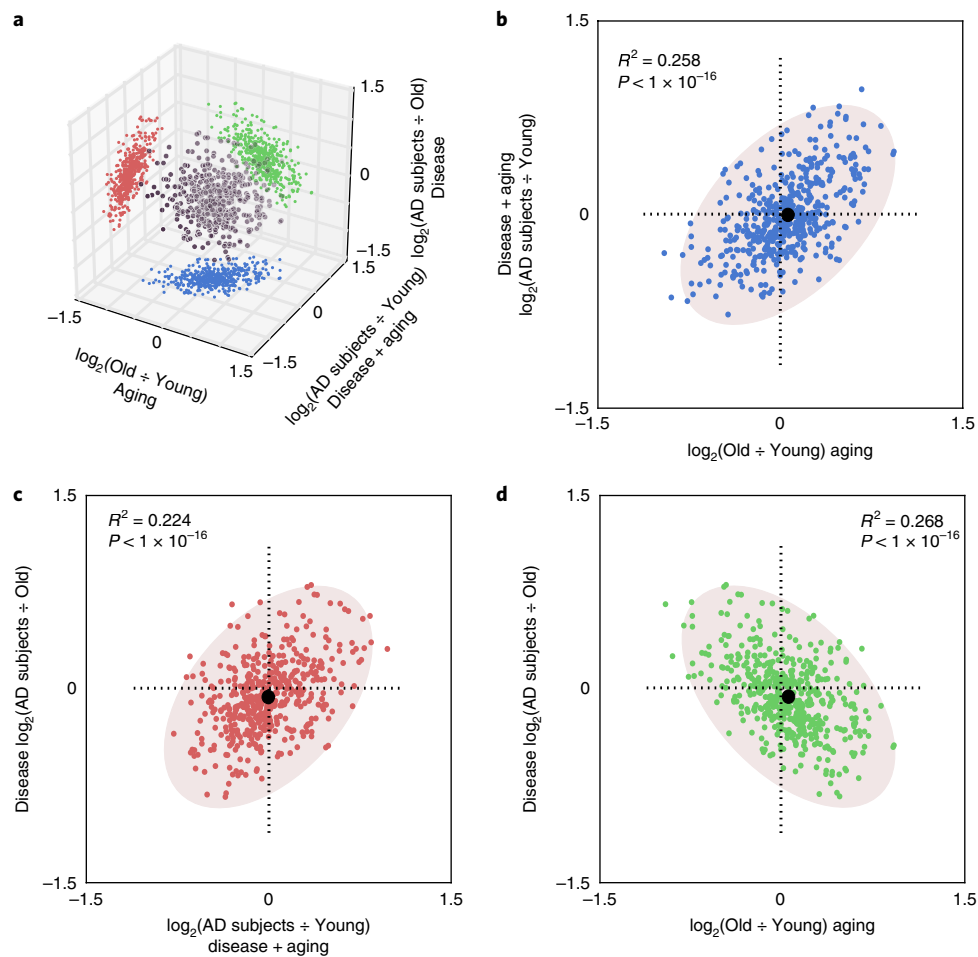 a
1.5
0
−1.5
log2(AD subjects ÷ Old)
Disease
1.5
0
−1.5
log2(AD subjects ÷ Young)
Disease + aging
−1.5
0
1.5
log2(Old ÷ Young)
Aging
b
1.5
R2 = 0.258
P < 1 × 10−16
Disease + aging
log2(AD subjects ÷ Young)
0
−1.5
−1.5
0
1.5
log2(Old ÷ Young) aging
c
1.5
R2 = 0.224
P < 1 × 10−16
Disease log2(AD subjects ÷ Old)
0
−1.5
−1.5
0
1.5
log2(AD subjects ÷ Young)
disease + aging
d
1.5
R2 = 0.268
P < 1 × 10−16
Disease log2(AD subjects ÷ Old)
0
−1.5
−1.5
0
1.5
log2(Old ÷ Young) aging